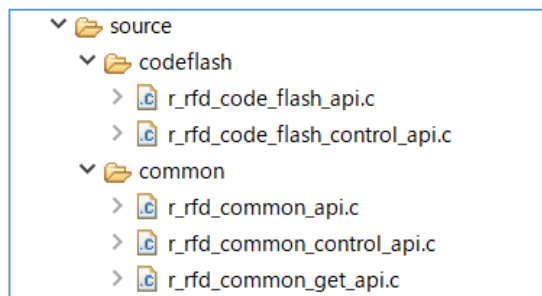 source
codeflash
.c r_rfd_code_flash_api.c
.c r_rfd_code_flash_control_api.c
common
.c r_rfd_common_api.c
.c r_rfd_common_control_api.c
.c r_rfd_common_get_api.c